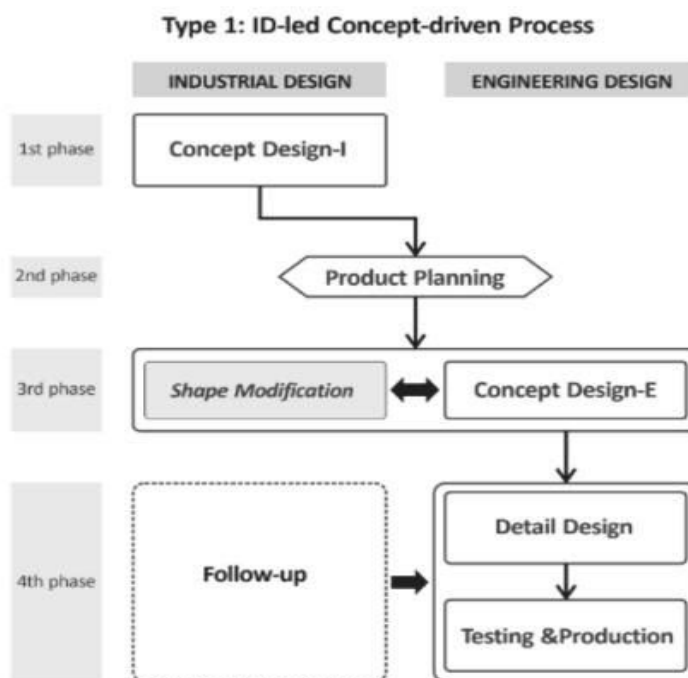 Type 1: ID-led Concept-driven Process
INDUSTRIAL DESIGN
ENGINEERING DESIGN
1st phase
Concept Design-I
2nd phase
Product Planning
3rd phase
Shape Modification
Concept Design-E
4th phase
Follow-up
Detail Design
Testing &Production